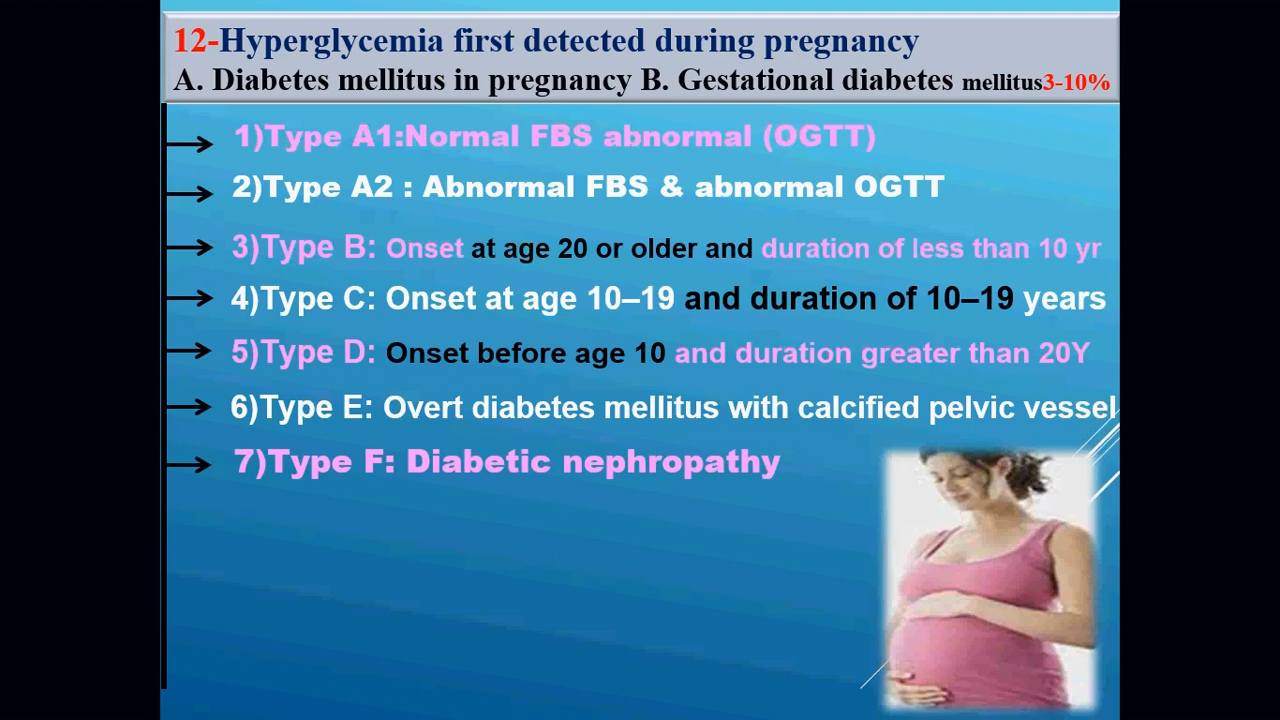 12-Hyperglycemia first detected during pregnancy
A. Diabetes mellitus in pregnancy B. Gestational diabetes mellitus3-10%
1)Type A1:Normal FBS abnormal (OGTT)
2)Type A2 : Abnormal FBS & abnormal OGTT
3)Type B: Onset at age 20 or older and duration of less than 10 yr
4)Type C: Onset at age 10–19 and duration of 10–19 years
5)Type D: Onset before age 10 and duration greater than 20Y
6)Type E: Overt diabetes mellitus with calcified pelvic vessel
7)Type F: Diabetic nephropathy